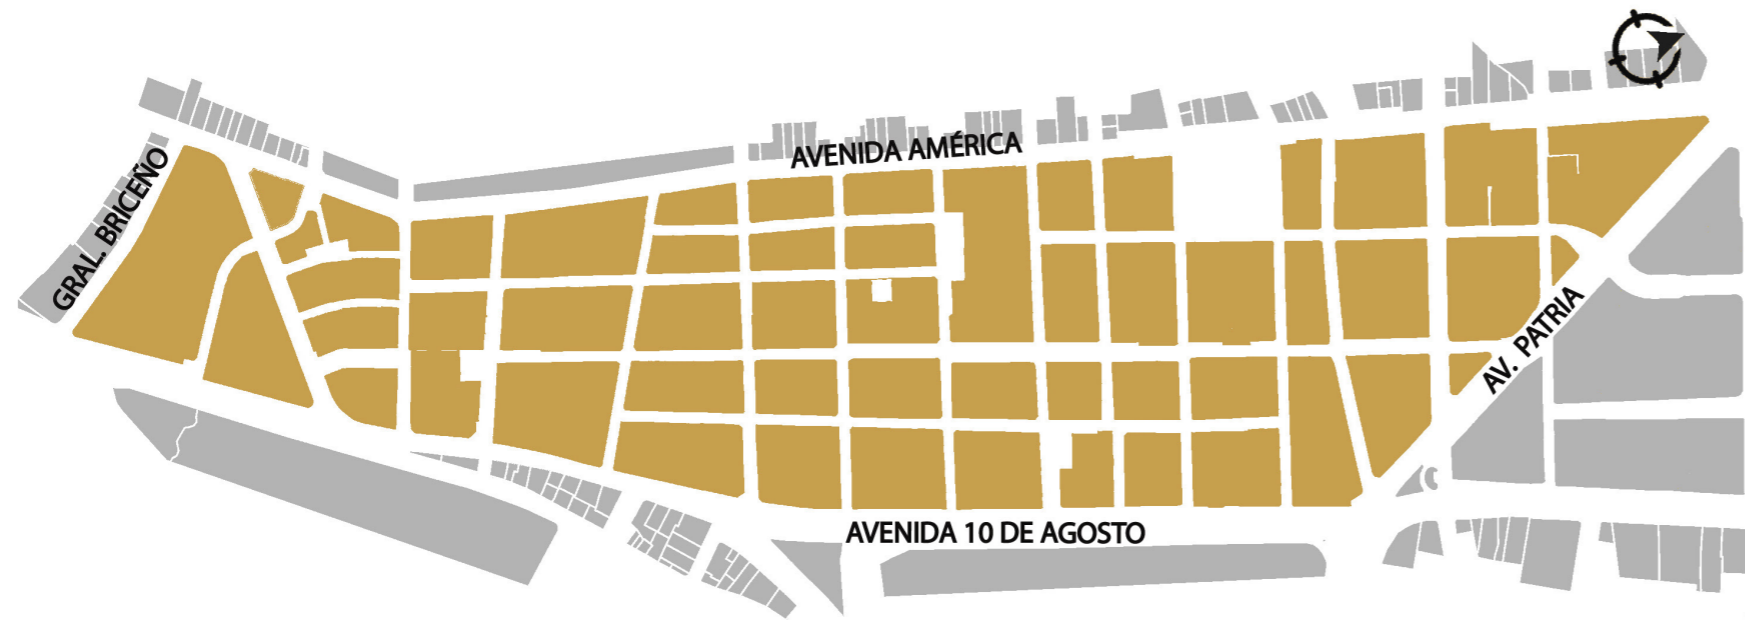 AVENIDA AMÉRICA
GRAL. BRICEÑO
AV. PATRIA
AVENIDA 10 DE AGOSTO